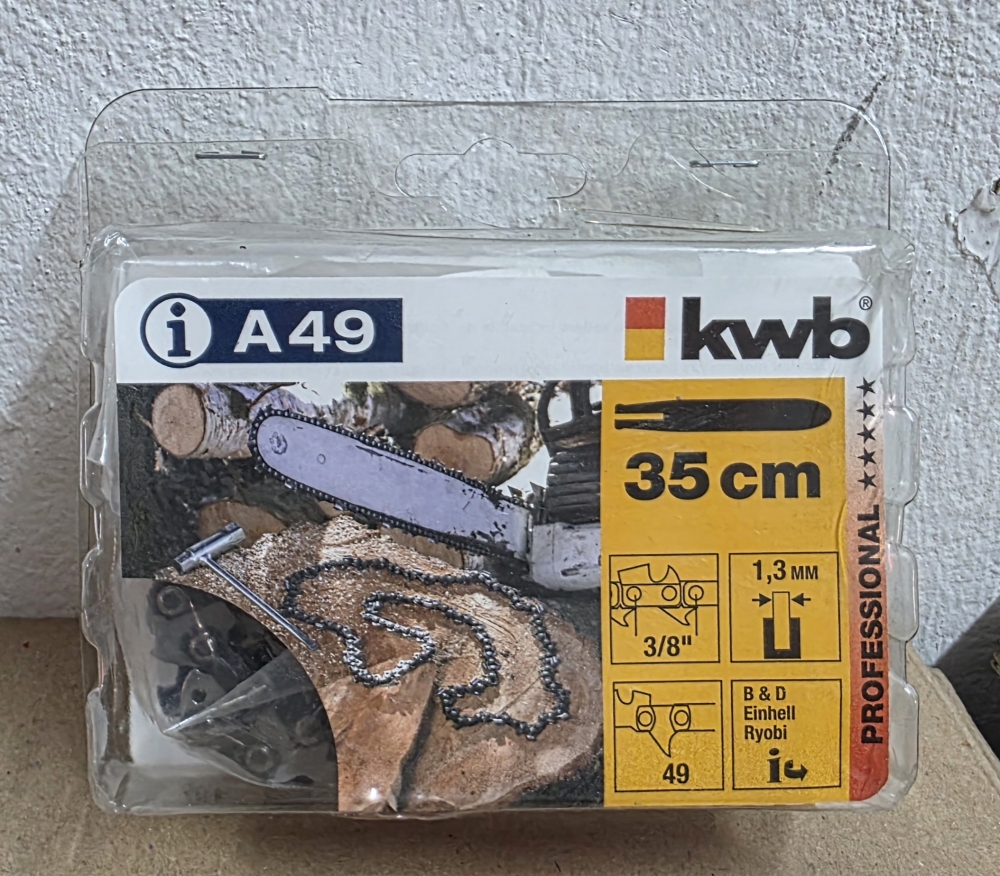 i A49
kwb®
35 cm
1,3 MM
3/8"
49
B & D
Einhell
Ryobi
i
PROFESSIONAL ★★★★★